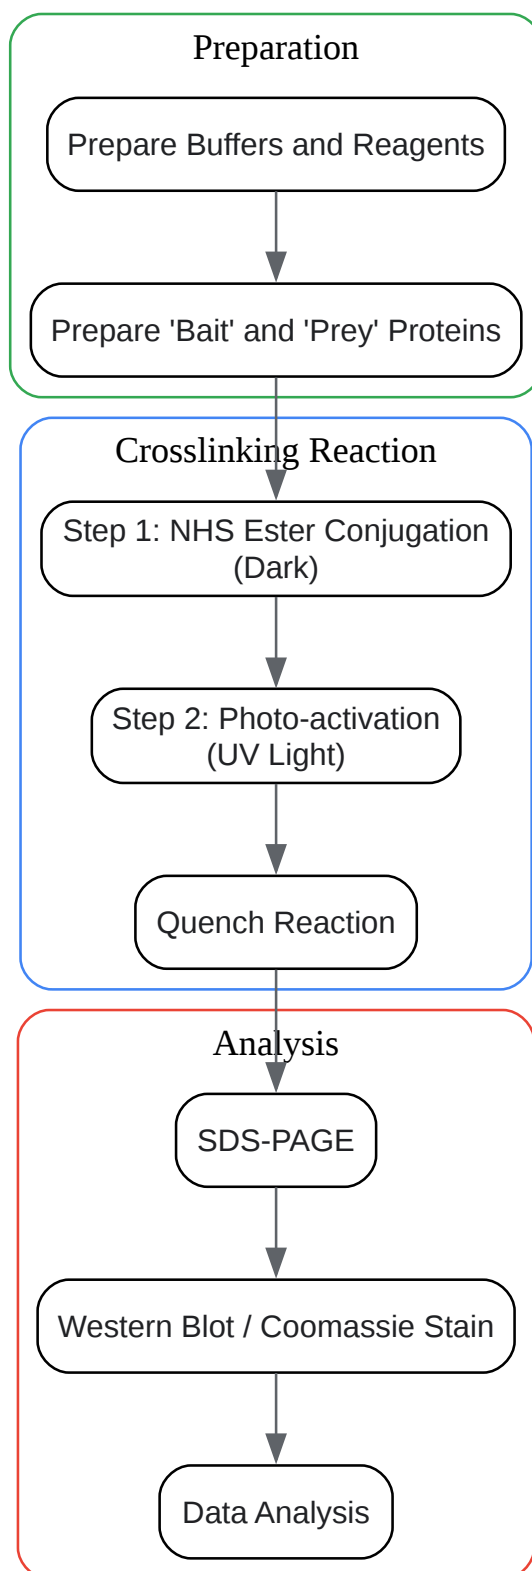 Preparation
Prepare Buffers and Reagents
Prepare 'Bait' and 'Prey' Proteins
Crosslinking Reaction
Step 1: NHS Ester Conjugation
(Dark)
Step 2: Photo-activation
(UV Light)
Quench Reaction
Analysis
SDS-PAGE
Western Blot / Coomassie Stain
Data Analysis